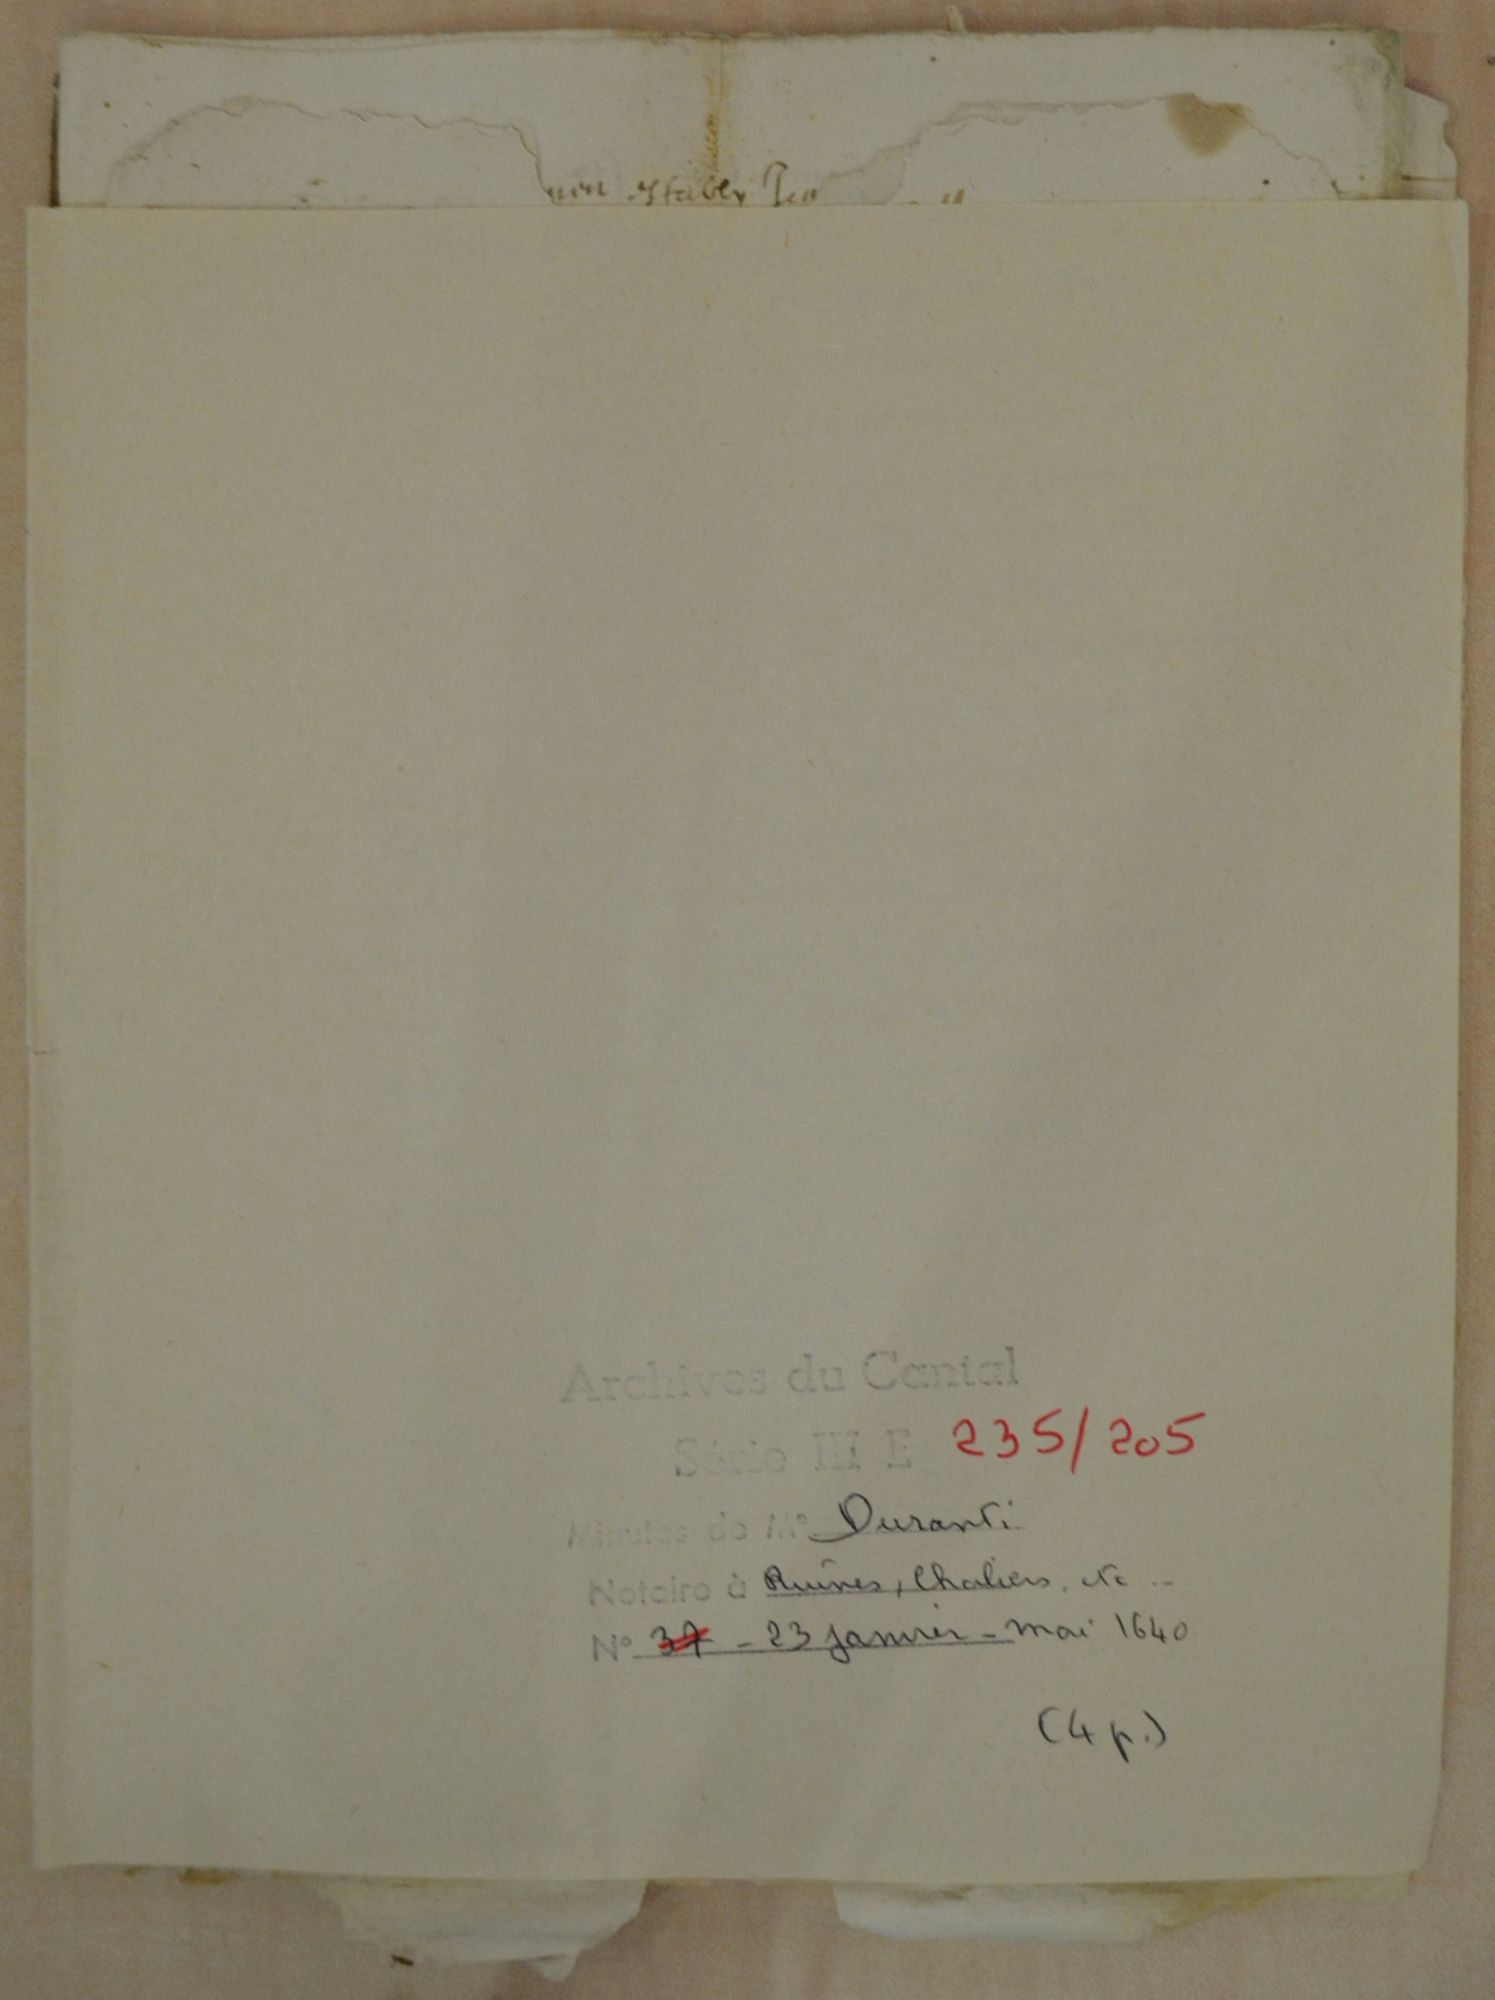 Archives du Cantal
Série III E 235/205
Minutes de Me Duranti
Notaire à Ruines, Chaliers, etc..
N° 37 - 23 janvier - mai 1640
(4 p.)